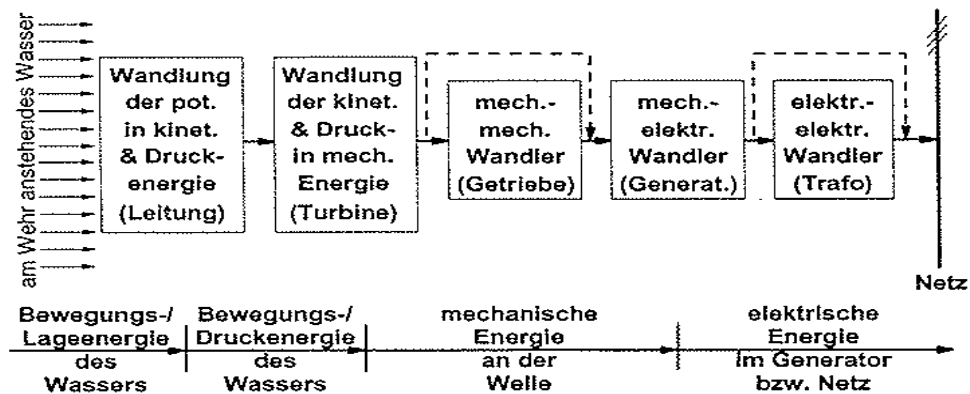 am Wehr anstehendes Wasser
Wandlung
der pot.
in kinet.
& Druck-
energie
(Leitung)
Wandlung
der kinet.
& Druck-
in mech.
Energie
(Turbine)
mech.-
mech.
Wandler
(Getriebe)
mech.-
elektr.
Wandler
(Generat.)
elektr.-
elektr.
Wandler
(Trafo)
Netz
Bewegungs-/
Lageenergie
des
Wassers
Bewegungs-/
Druckenergie
des
Wassers
mechanische
Energie
an der
Welle
elektrische
Energie
im Generator
bzw. Netz